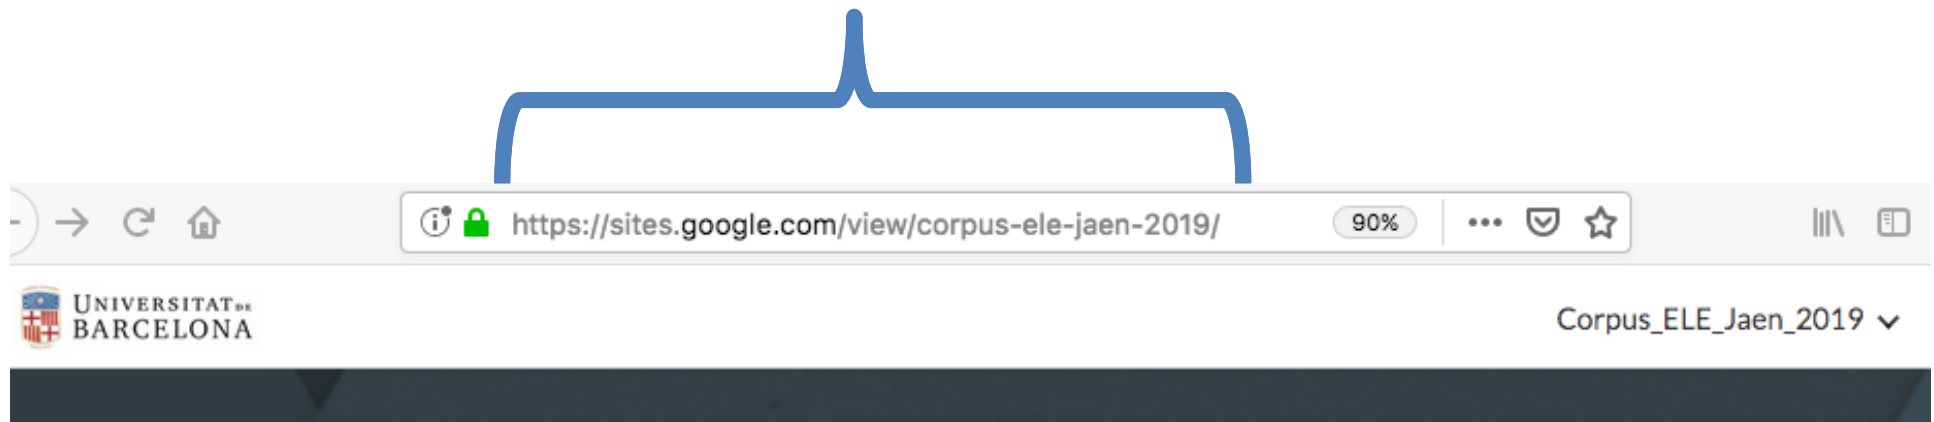 https://sites.google.com/view/corpus-ele-jaen-2019/ 90%
UNIVERSITAT DE
BARCELONA
Corpus_ELE_Jaen_2019